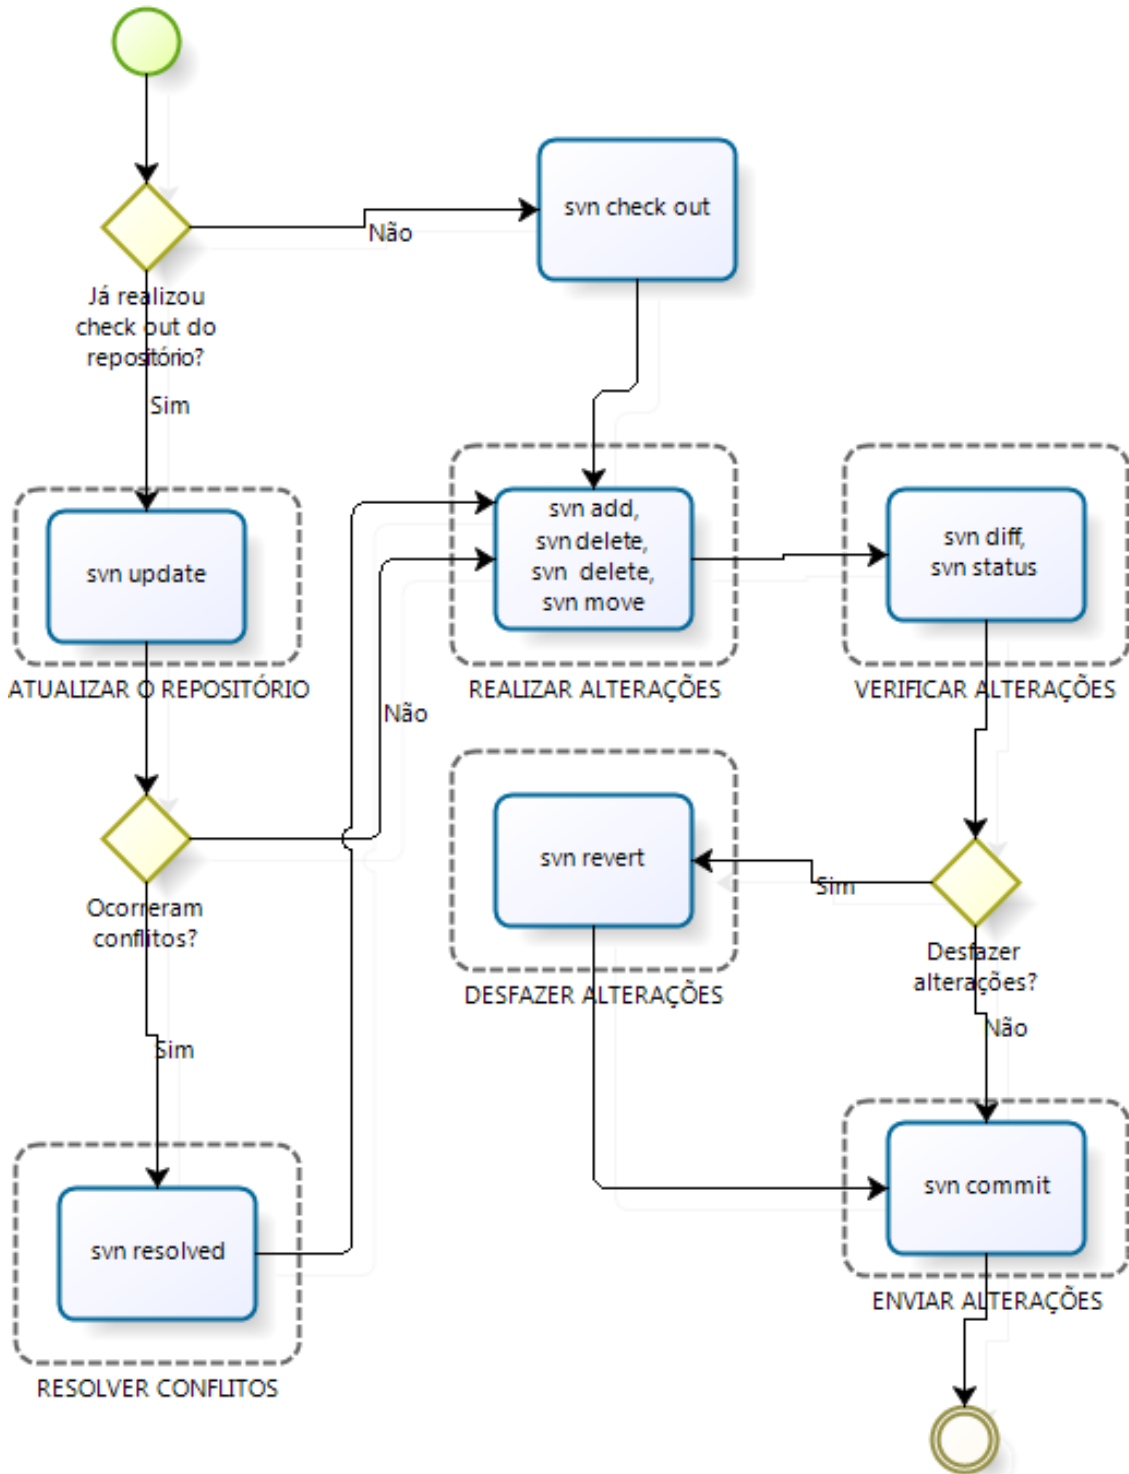 svn check out
Não
Já realizou
check out do
repositório?
Sim
svn add,
svn delete,
svn  delete,
svn move
svn diff,
svn status
svn update
ATUALIZAR O REPOSITÓRIO
REALIZAR ALTERAÇÕES
VERIFICAR ALTERAÇÕES
Não
svn revert
Sim
Ocorreram
conflitos?
Desfazer
alterações?
DESFAZER ALTERAÇÕES
Não
Sim
svn commit
svn resolved
ENVIAR ALTERAÇÕES
RESOLVER CONFLITOS